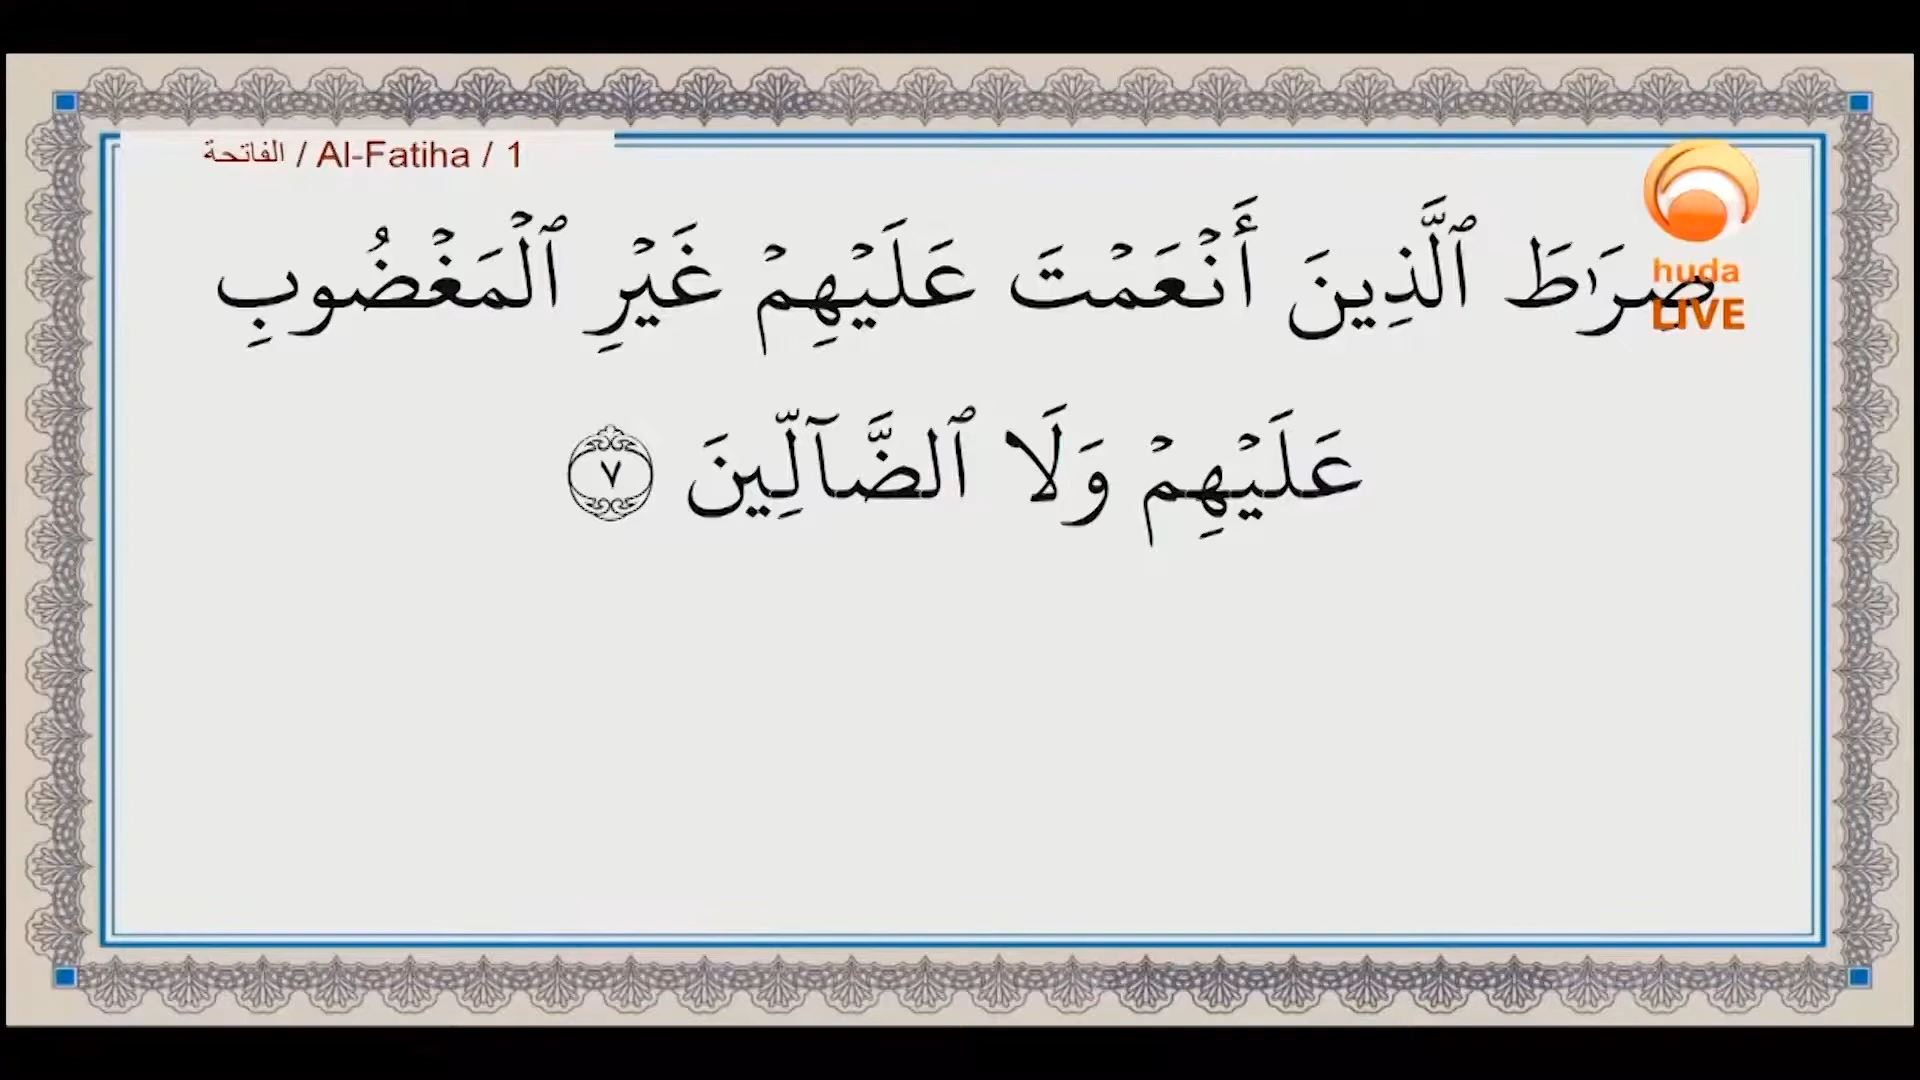 الفاتحة / Al-Fatiha / 1
huda
LIVE
صِرَٰطَ ٱلَّذِينَ أَنْعَمْتَ عَلَيْهِمْ غَيْرِ ٱلْمَغْضُوبِ
عَلَيْهِمْ وَلَا ٱلضَّآلِّينَ ٧